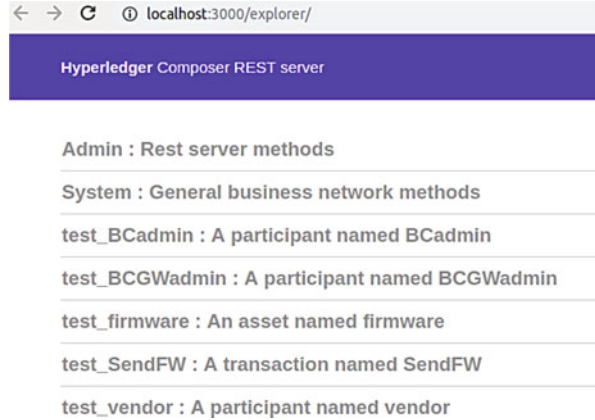 localhost:3000/explorer/
Hyperledger Composer REST server
Admin : Rest server methods
System : General business network methods
test_BCadmin : A participant named BCadmin
test_BCGWadmin : A participant named BCGWadmin
test_firmware : An asset named firmware
test_SendFW : A transaction named SendFW
test_vendor : A participant named vendor